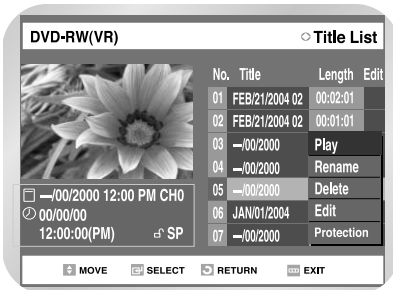 DVD-RW(VR) Title List
No. Title Length Edit
01 FEB/21/2004 02 00:02:01
02 FEB/21/2004 02 00:01:01
03 —/00/2000 Play
04 —/00/2000 Rename
05 —/00/2000 Delete
06 JAN/01/2004 Edit
07 —/00/2000 Protection
—/00/2000 12:00 PM CH0
00/00/00
12:00:00(PM) SP
MOVE SELECT RETURN EXIT